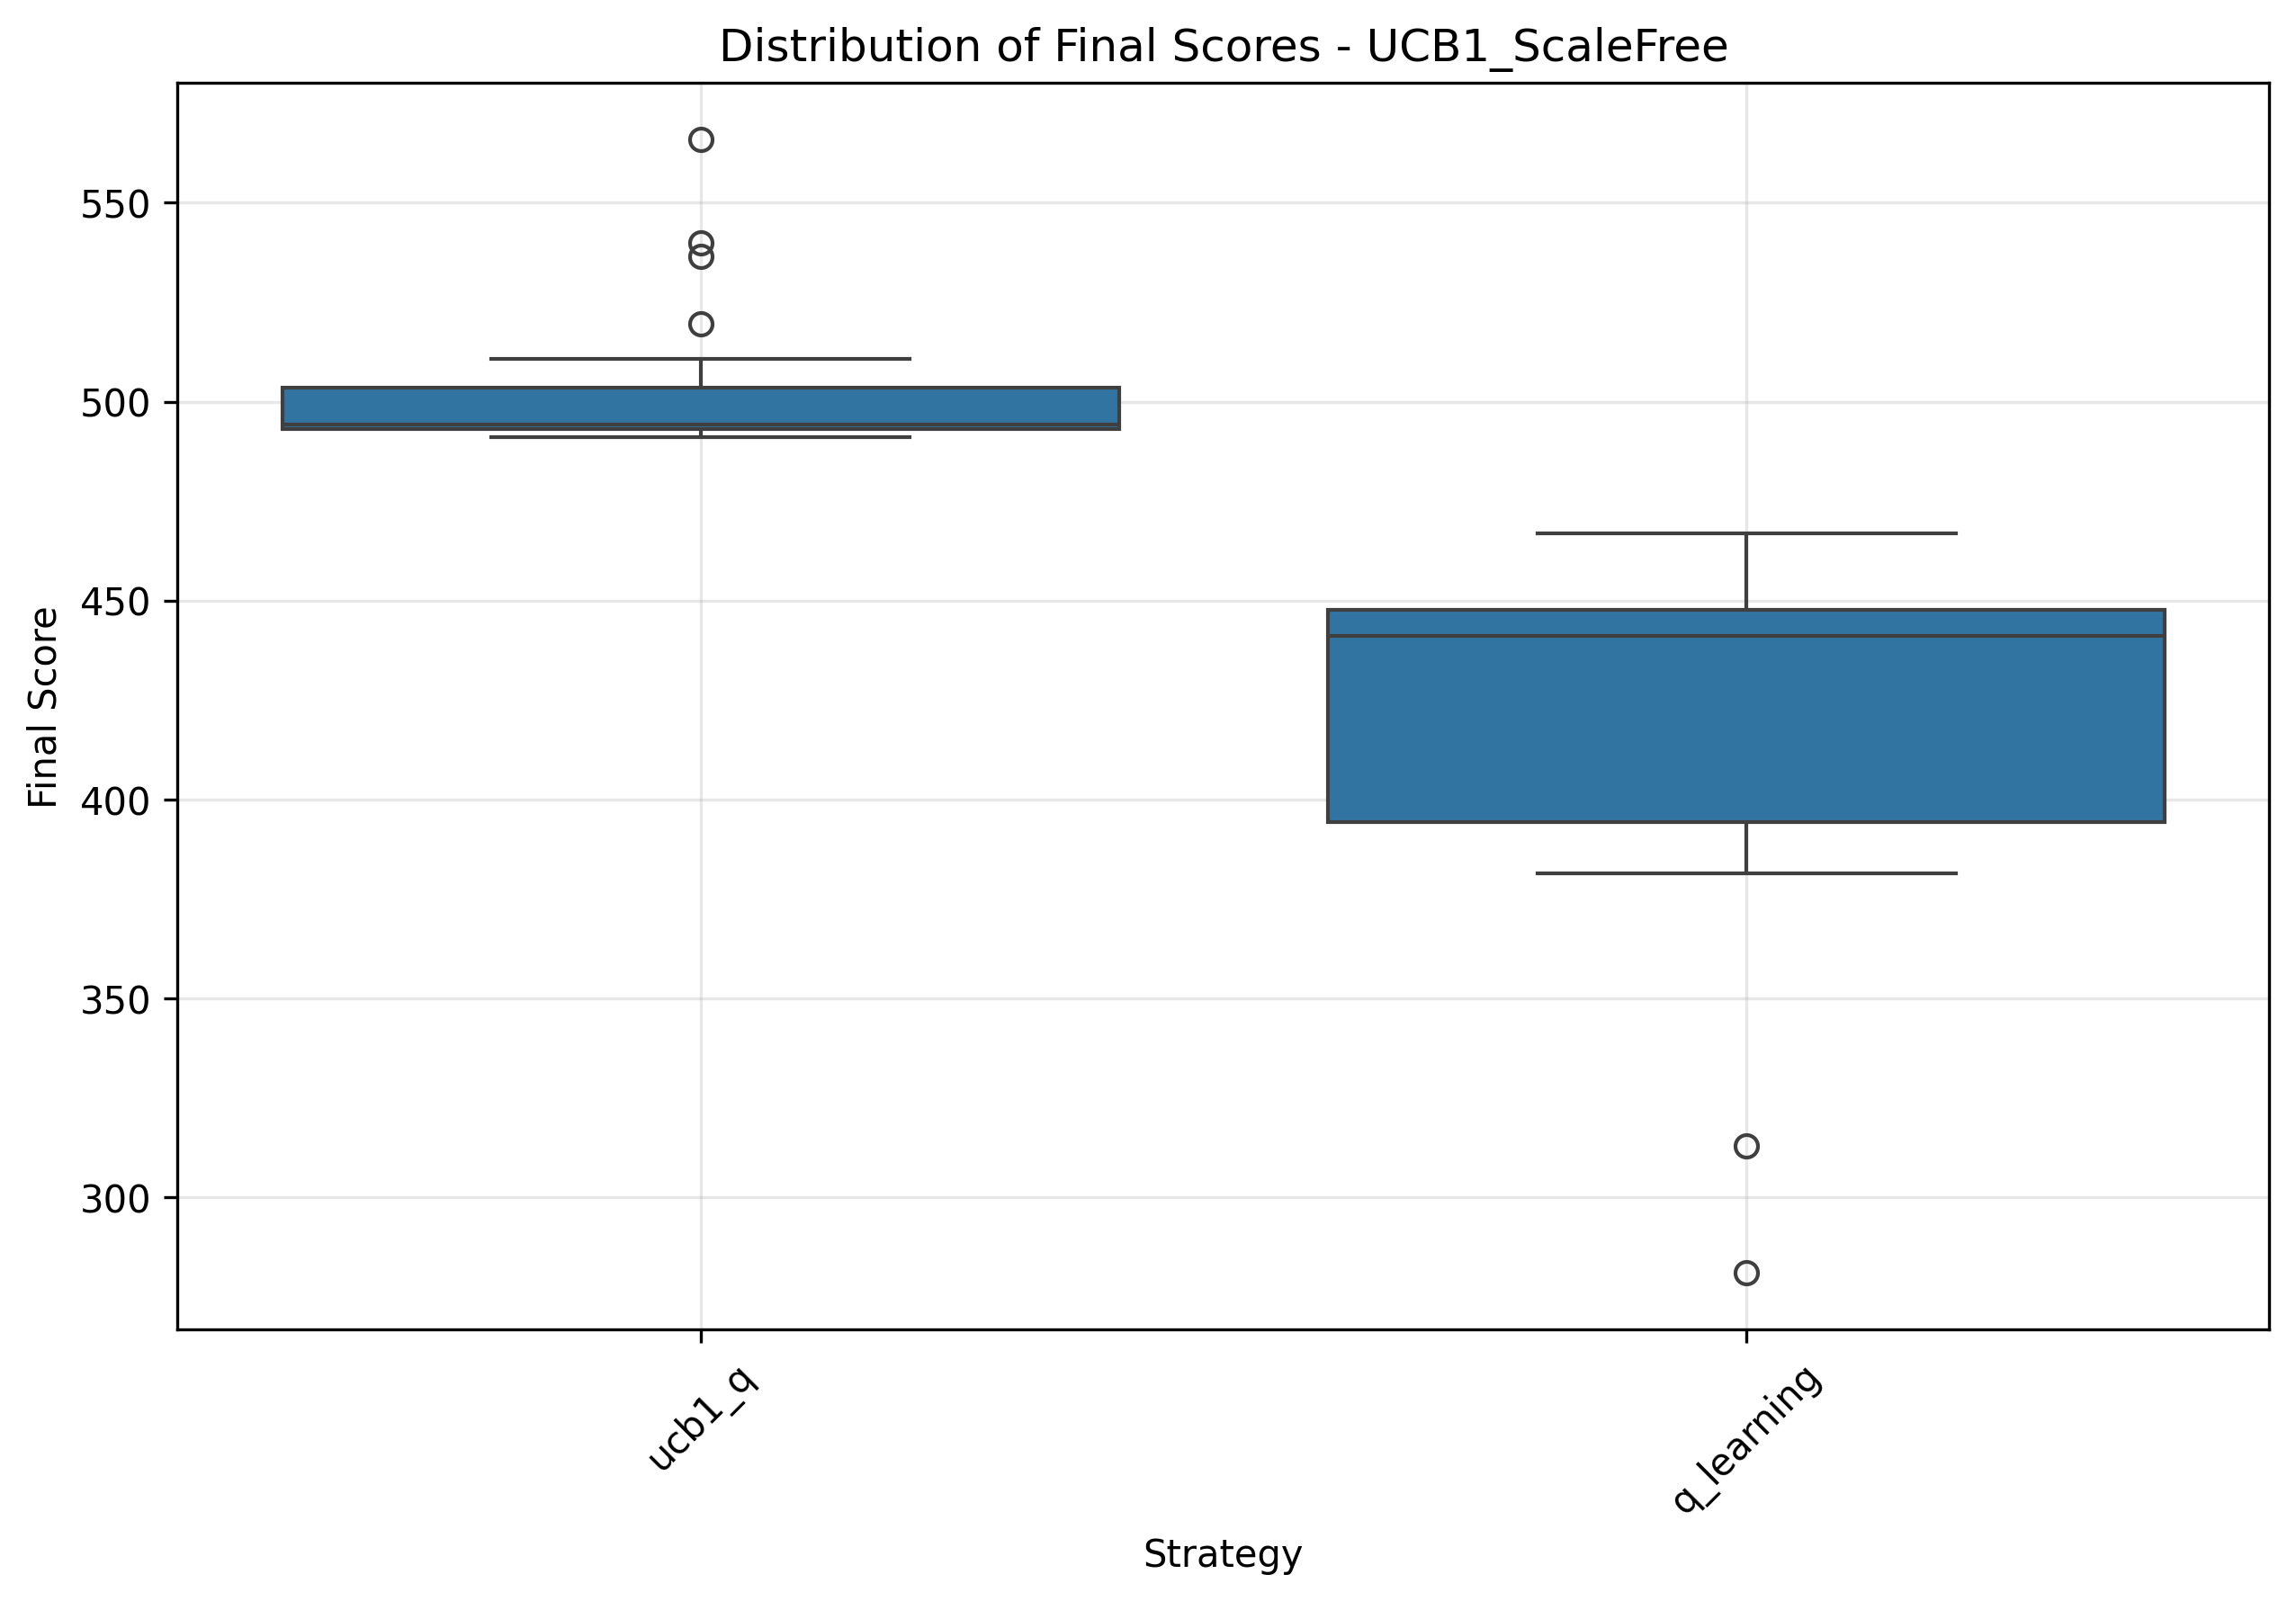 Distribution of Final Scores - UCB1_ScaleFree
Final Score
550
500
450
400
350
300
ucb1_q
q_learning
Strategy